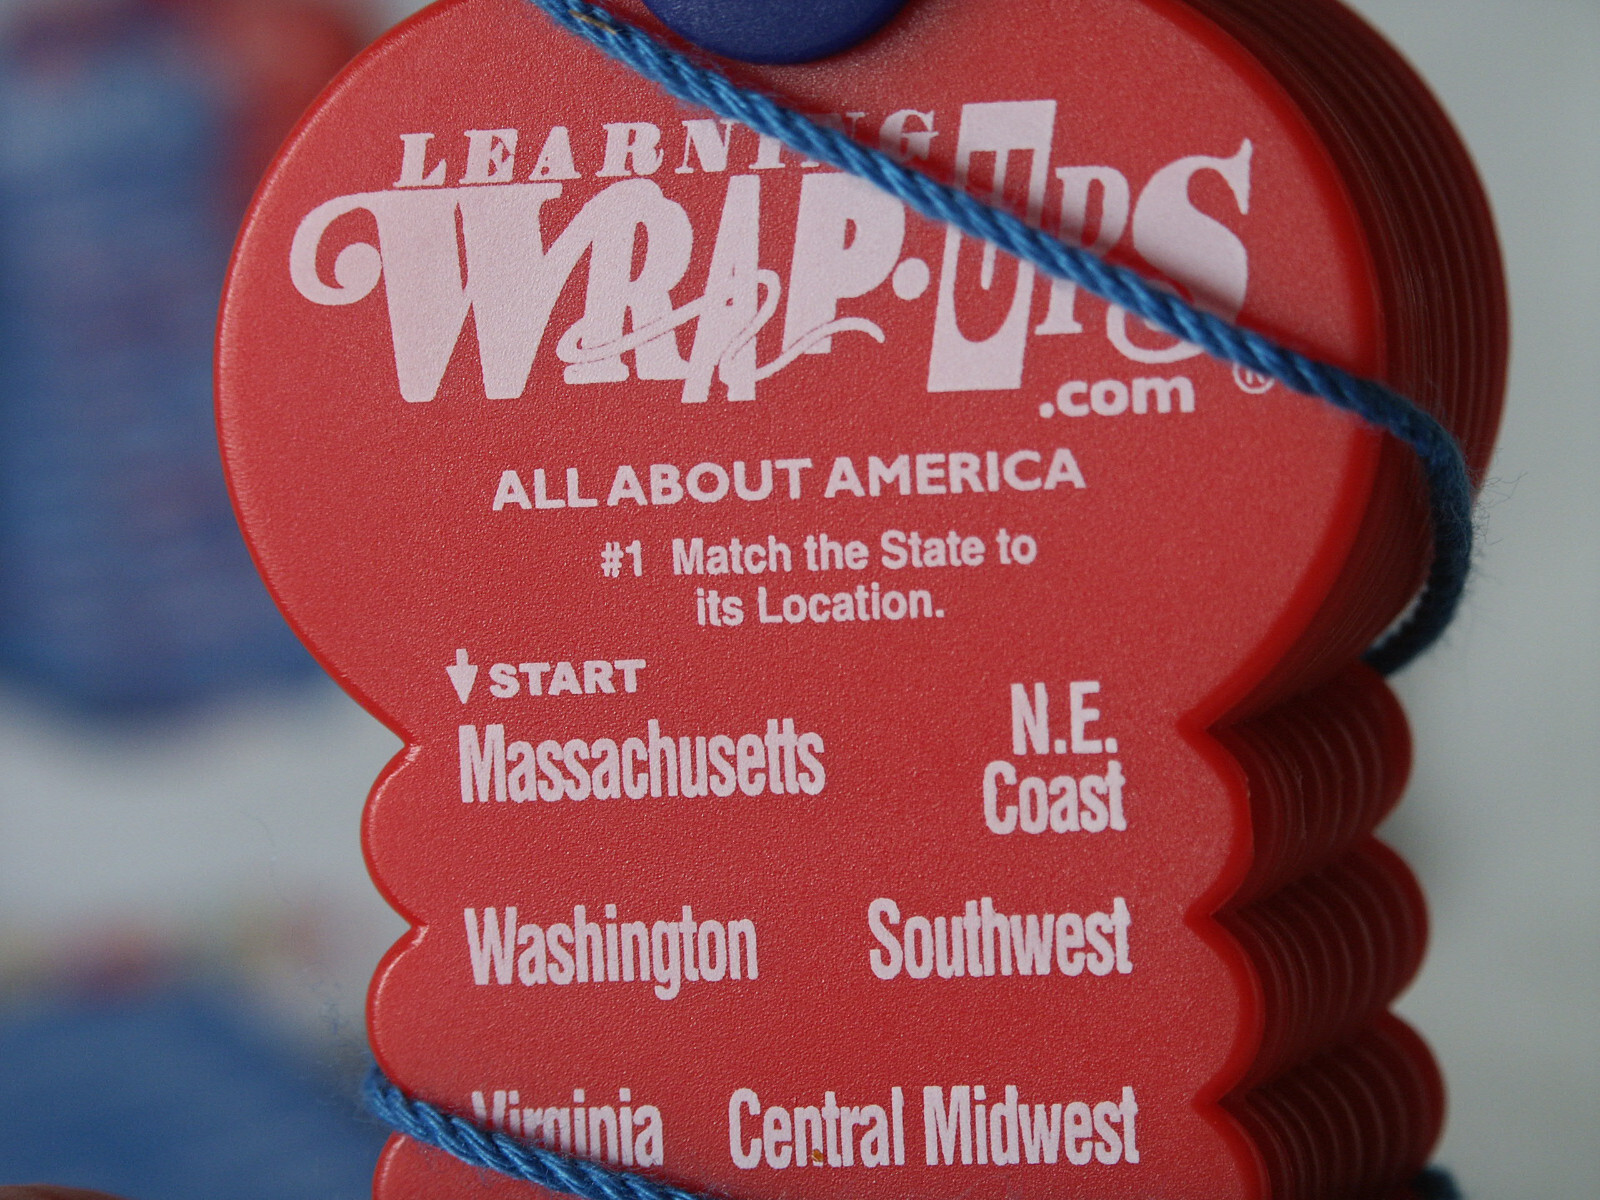 LEARNING
WRAP·UPS
.com ®
ALL ABOUT AMERICA
#1 Match the State to
its Location.
START
Massachusetts N.E.
Coast
Washington Southwest
Virginia Central Midwest